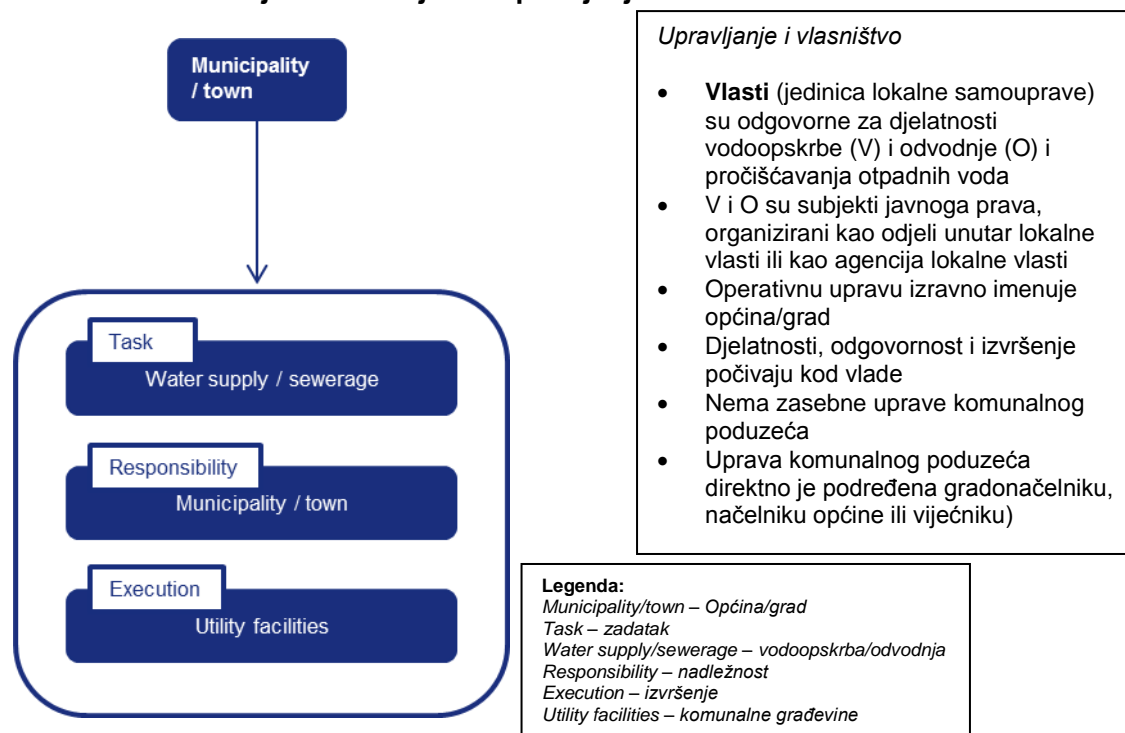 Municipality
/ town
Task
Water supply / sewerage
Responsibility
Municipality / town
Execution
Utility facilities
Upravljanje i vlasništvo
• Vlasti (jedinica lokalne samouprave)
su odgovorne za djelatnosti
vodoopskrbe (V) i odvodnje (O) i
pročišćavanja otpadnih voda
• V i O su subjekti javnoga prava,
organizirani kao odjeli unutar lokalne
vlasti ili kao agencija lokalne vlasti
• Operativnu upravu izravno imenuje
općina/grad
• Djelatnosti, odgovornost i izvršenje
počivaju kod vlade
• Nema zasebne uprave komunalnog
poduzeća
• Uprava komunalnog poduzeća
direktno je podređena gradonačelniku,
načelniku općine ili vijećniku)
Legenda:
Municipality/town – Općina/grad
Task – zadatak
Water supply/sewerage – vodoopskrba/odvodnja
Responsibility – nadležnost
Execution – izvršenje
Utility facilities – komunalne građevine